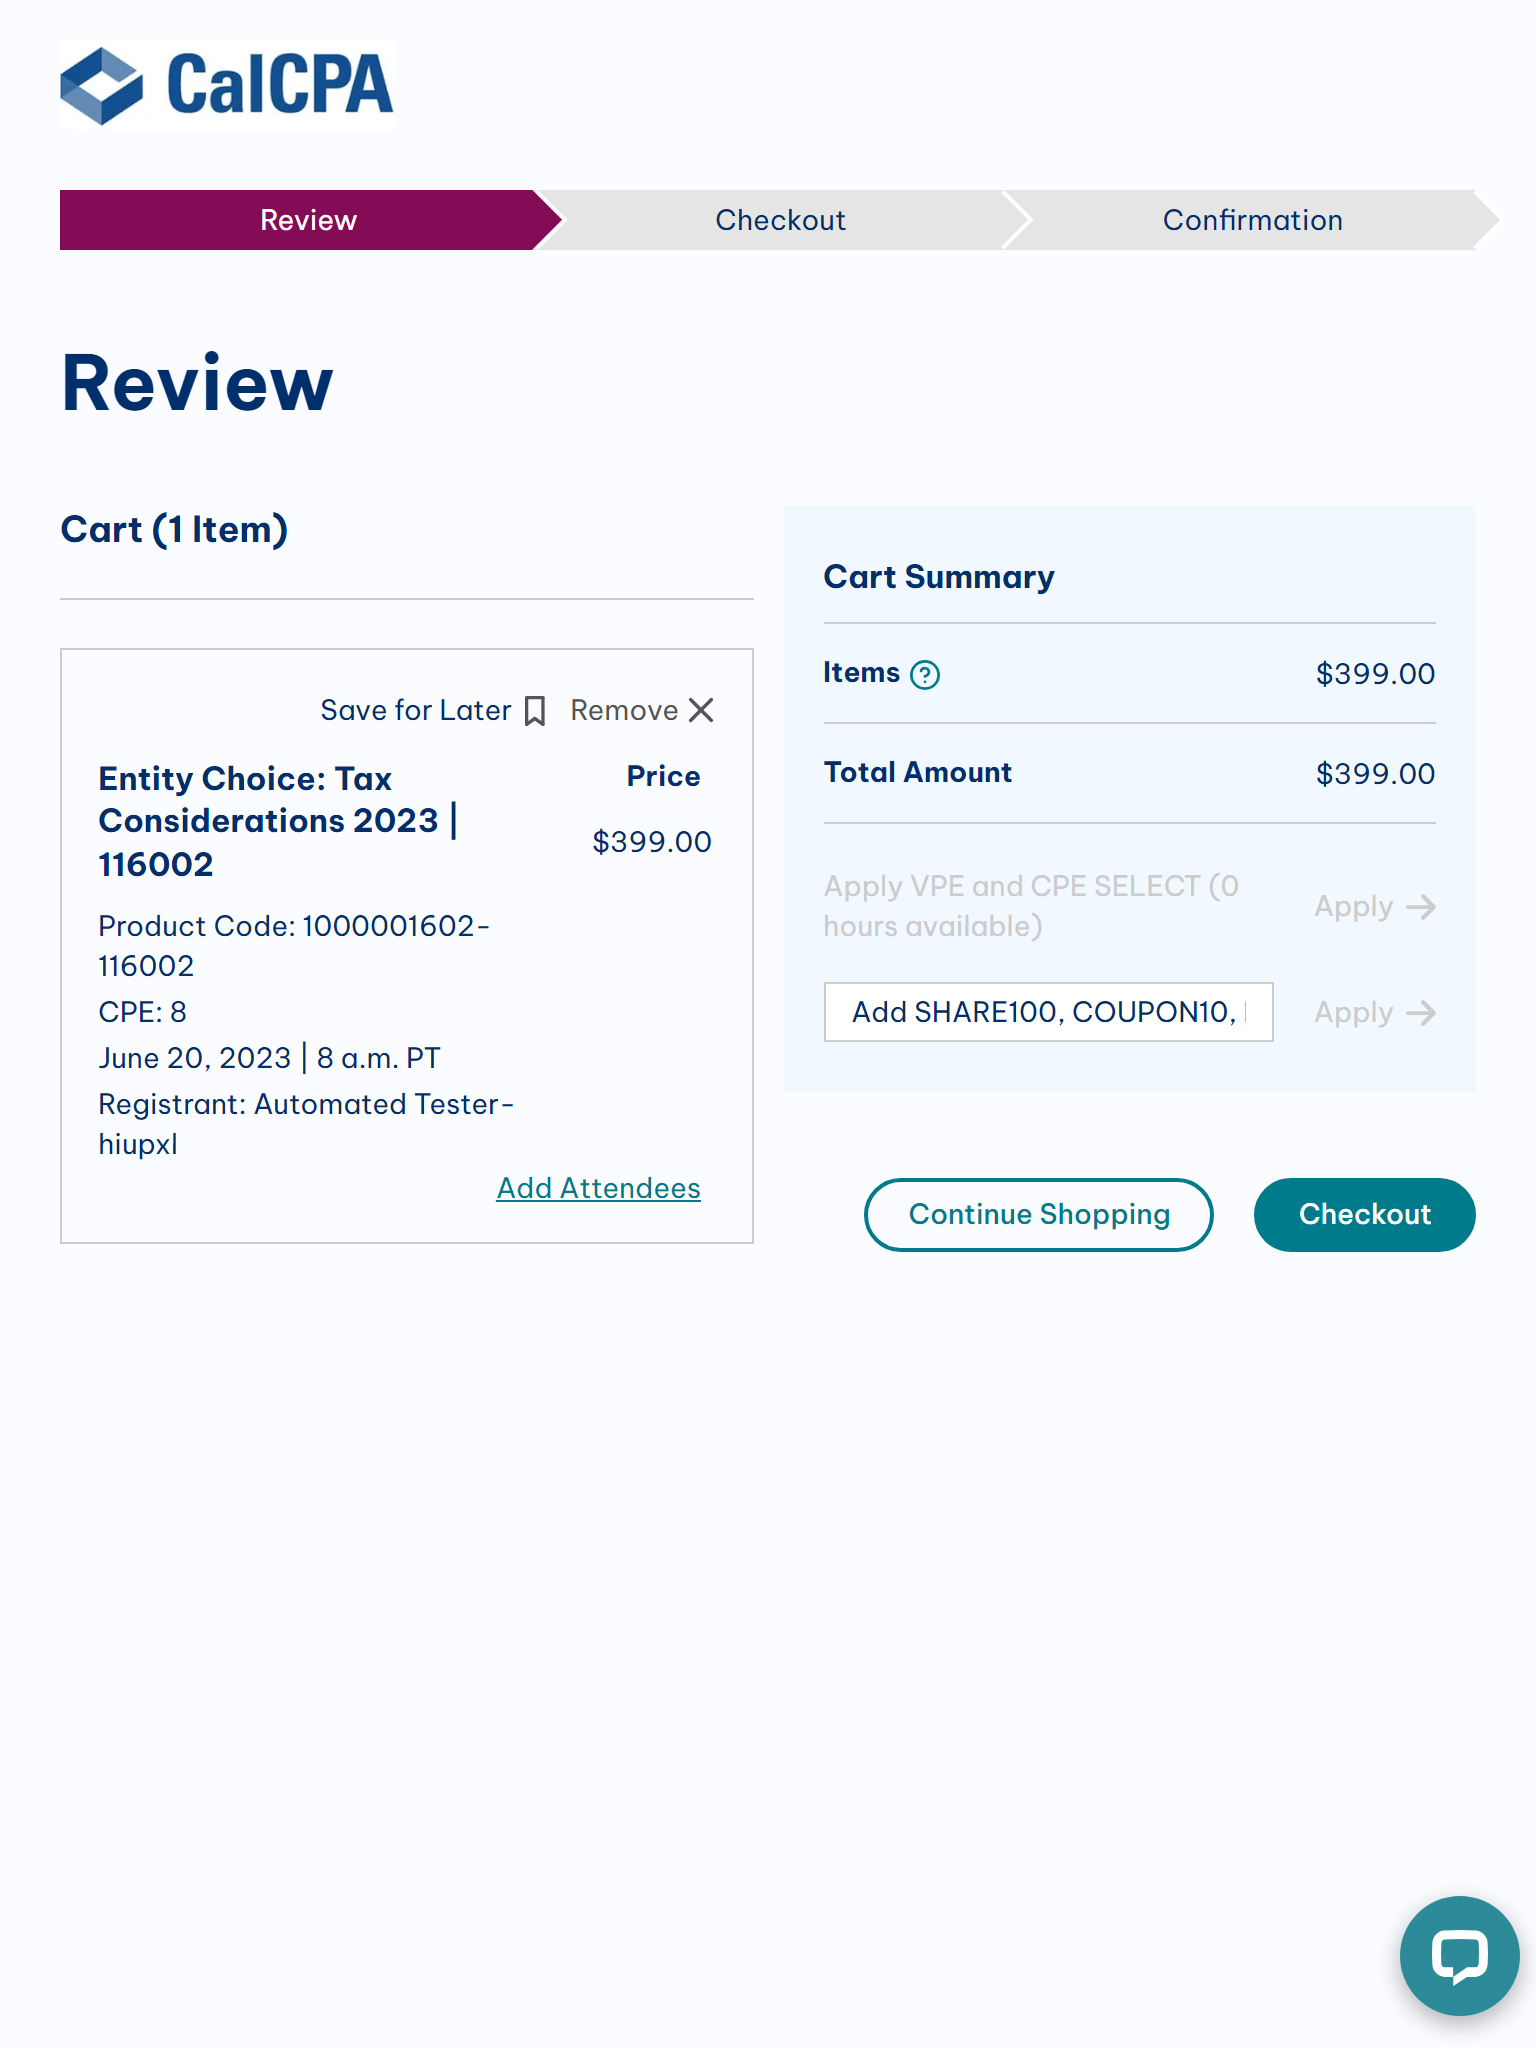 CalCPA
Review
Checkout
Confirmation
Review
Cart (1 Item)
Save for Later
Remove
Entity Choice: Tax
Considerations 2023 |
116002
Price
$399.00
Product Code: 1000001602-
116002
CPE: 8
June 20, 2023 | 8 a.m. PT
Registrant: Automated Tester-
hiupxl
Add Attendees
Cart Summary
Items ?
$399.00
Total Amount
$399.00
Apply VPE and CPE SELECT (0
hours available)
Apply
Add SHARE100, COUPON10,
Apply
Continue Shopping
Checkout